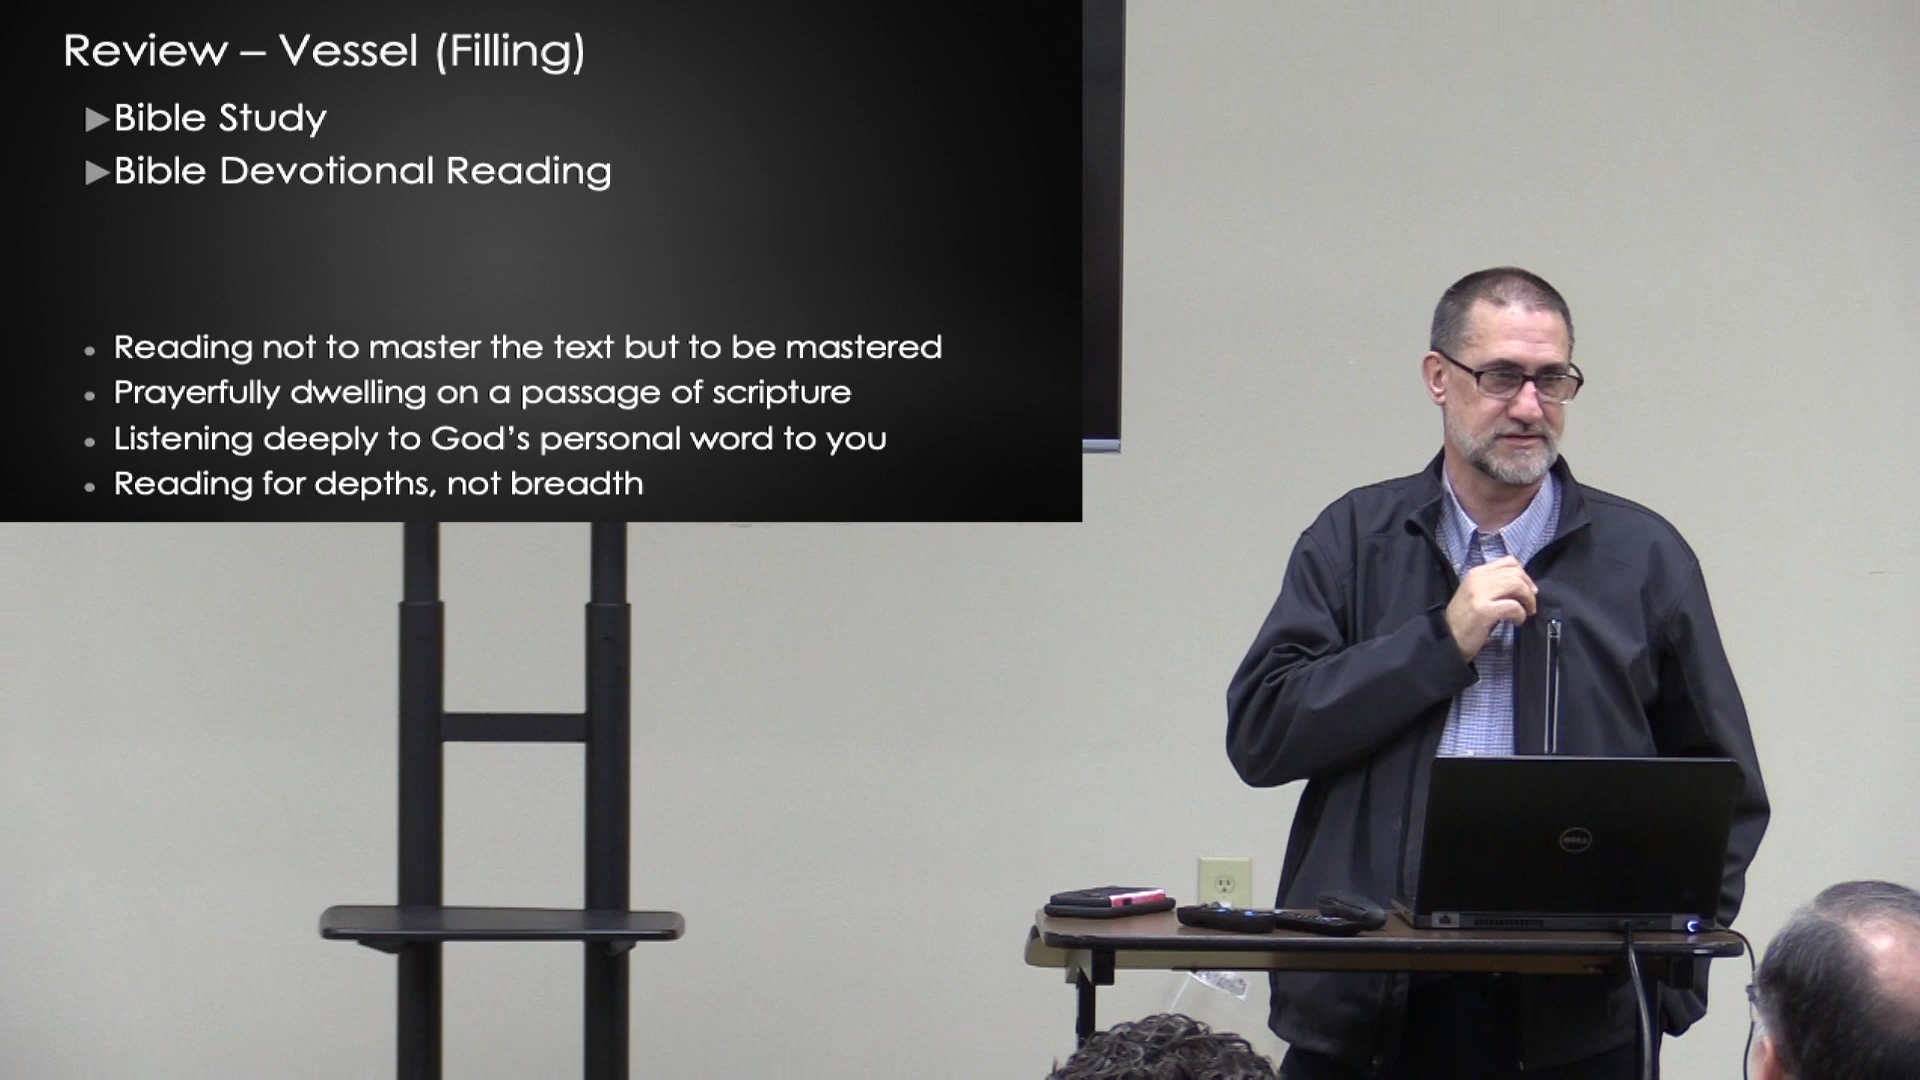 Review – Vessel (Filling)
▶Bible Study
▶Bible Devotional Reading
• Reading not to master the text but to be mastered
• Prayerfully dwelling on a passage of scripture
• Listening deeply to God’s personal word to you
• Reading for depths, not breadth
DELL